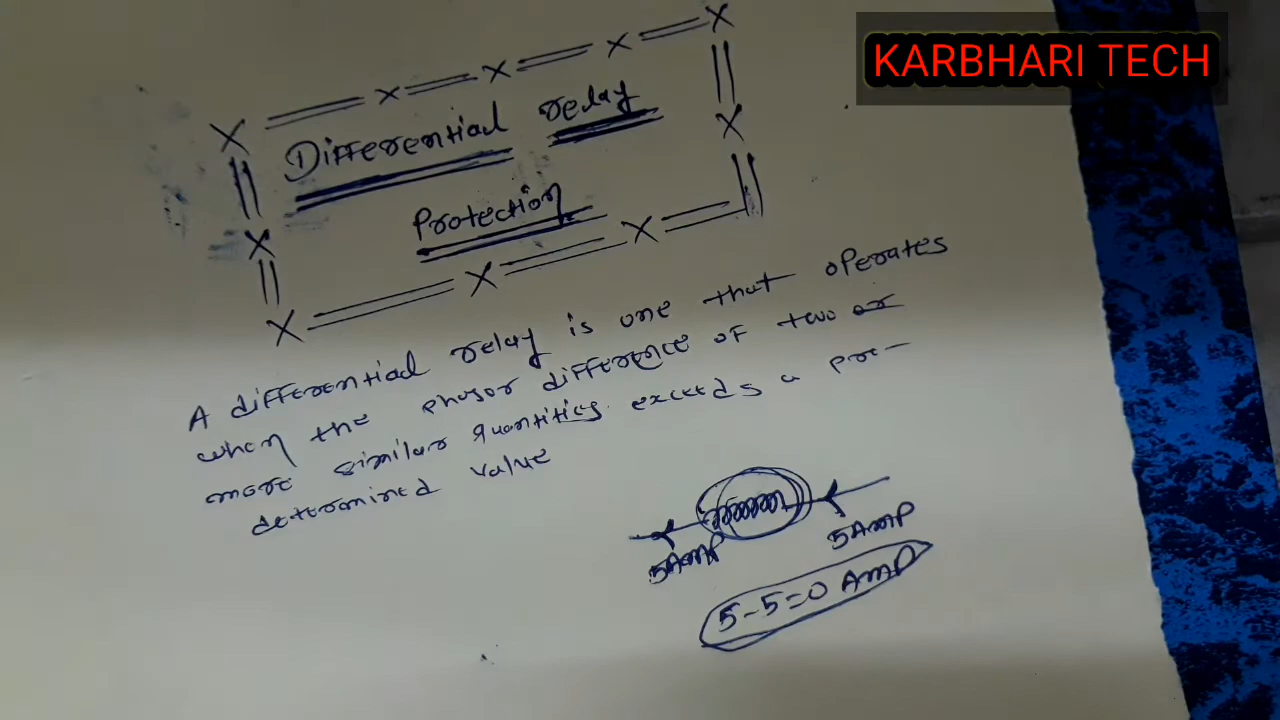 KARBHARI TECH
Differential relay
Protection
A differential relay is one that operates
when the phasor difference of two or
more similar quantities exceeds a pre-
determined value
5Amp 5Amp
5-5=0 Amp